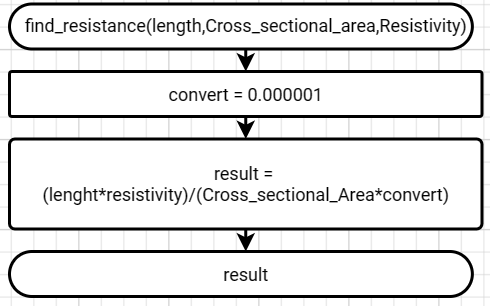 find_resistance(length,Cross_sectional_area,Resistivity)
convert = 0.000001
result =
(lenght*resistivity)/(Cross_sectional_Area*convert)
result